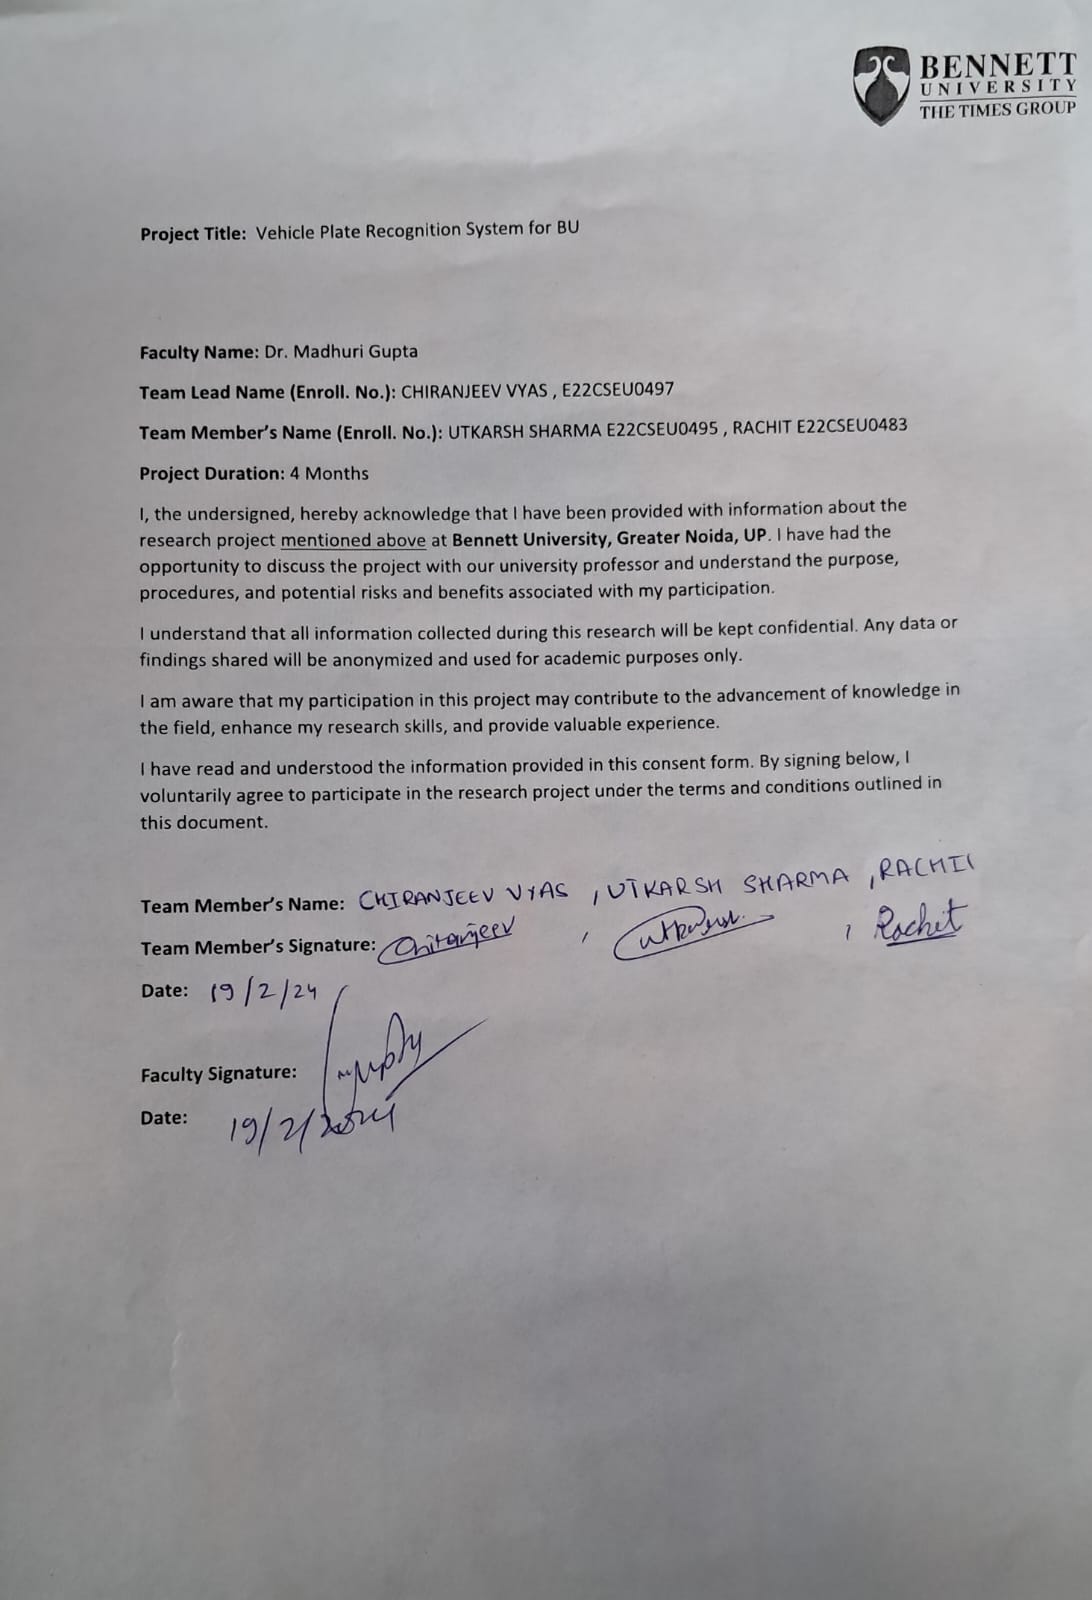 BENNETT
UNIVERSITY
THE TIMES GROUP
Project Title: Vehicle Plate Recognition System for BU
Faculty Name: Dr. Madhuri Gupta
Team Lead Name (Enroll. No.): CHIRANJEEV VYAS , E22CSEU0497
Team Member's Name (Enroll. No.): UTKARSH SHARMA E22CSEU0495 , RACHIT E22CSEU0483
Project Duration: 4 Months
I, the undersigned, hereby acknowledge that I have been provided with information about the
research project mentioned above at Bennett University, Greater Noida, UP. I have had the
opportunity to discuss the project with our university professor and understand the purpose,
procedures, and potential risks and benefits associated with my participation.
I understand that all information collected during this research will be kept confidential. Any data or
findings shared will be anonymized and used for academic purposes only.
I am aware that my participation in this project may contribute to the advancement of knowledge in
the field, enhance my research skills, and provide valuable experience.
I have read and understood the information provided in this consent form. By signing below, I
voluntarily agree to participate in the research project under the terms and conditions outlined in
this document.
Team Member's Name: CHIRANJEEV VYAS , UTKARSH SHARMA , RACHIT
Team Member's Signature: Chiranjeev , Utkarsh , Rachit
Date: 19/2/24
Faculty Signature:
Date: 19/2/2024